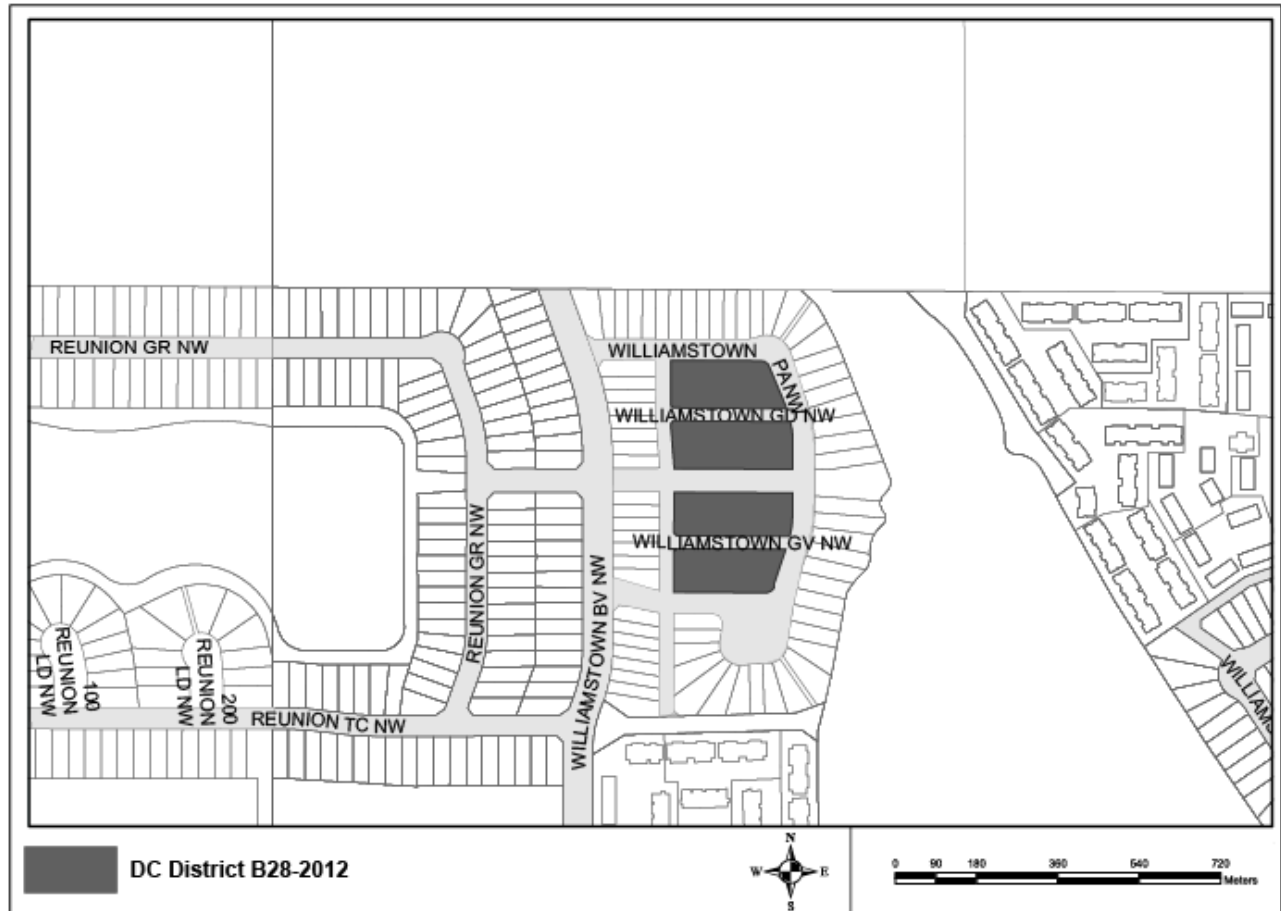 REUNION GR NW
WILLIAMSTOWN
PA NW
WILLIAMSTOWN GD NW
WILLIAMSTOWN GV NW
REUNION GR NW
WILLIAMSTOWN BV NW
100
REUNION
LD NW
200
REUNION
LD NW
REUNION TC NW
WILLIAMS
DC District B28-2012
N
W E
S
0 90 180 360 540 720
Meters